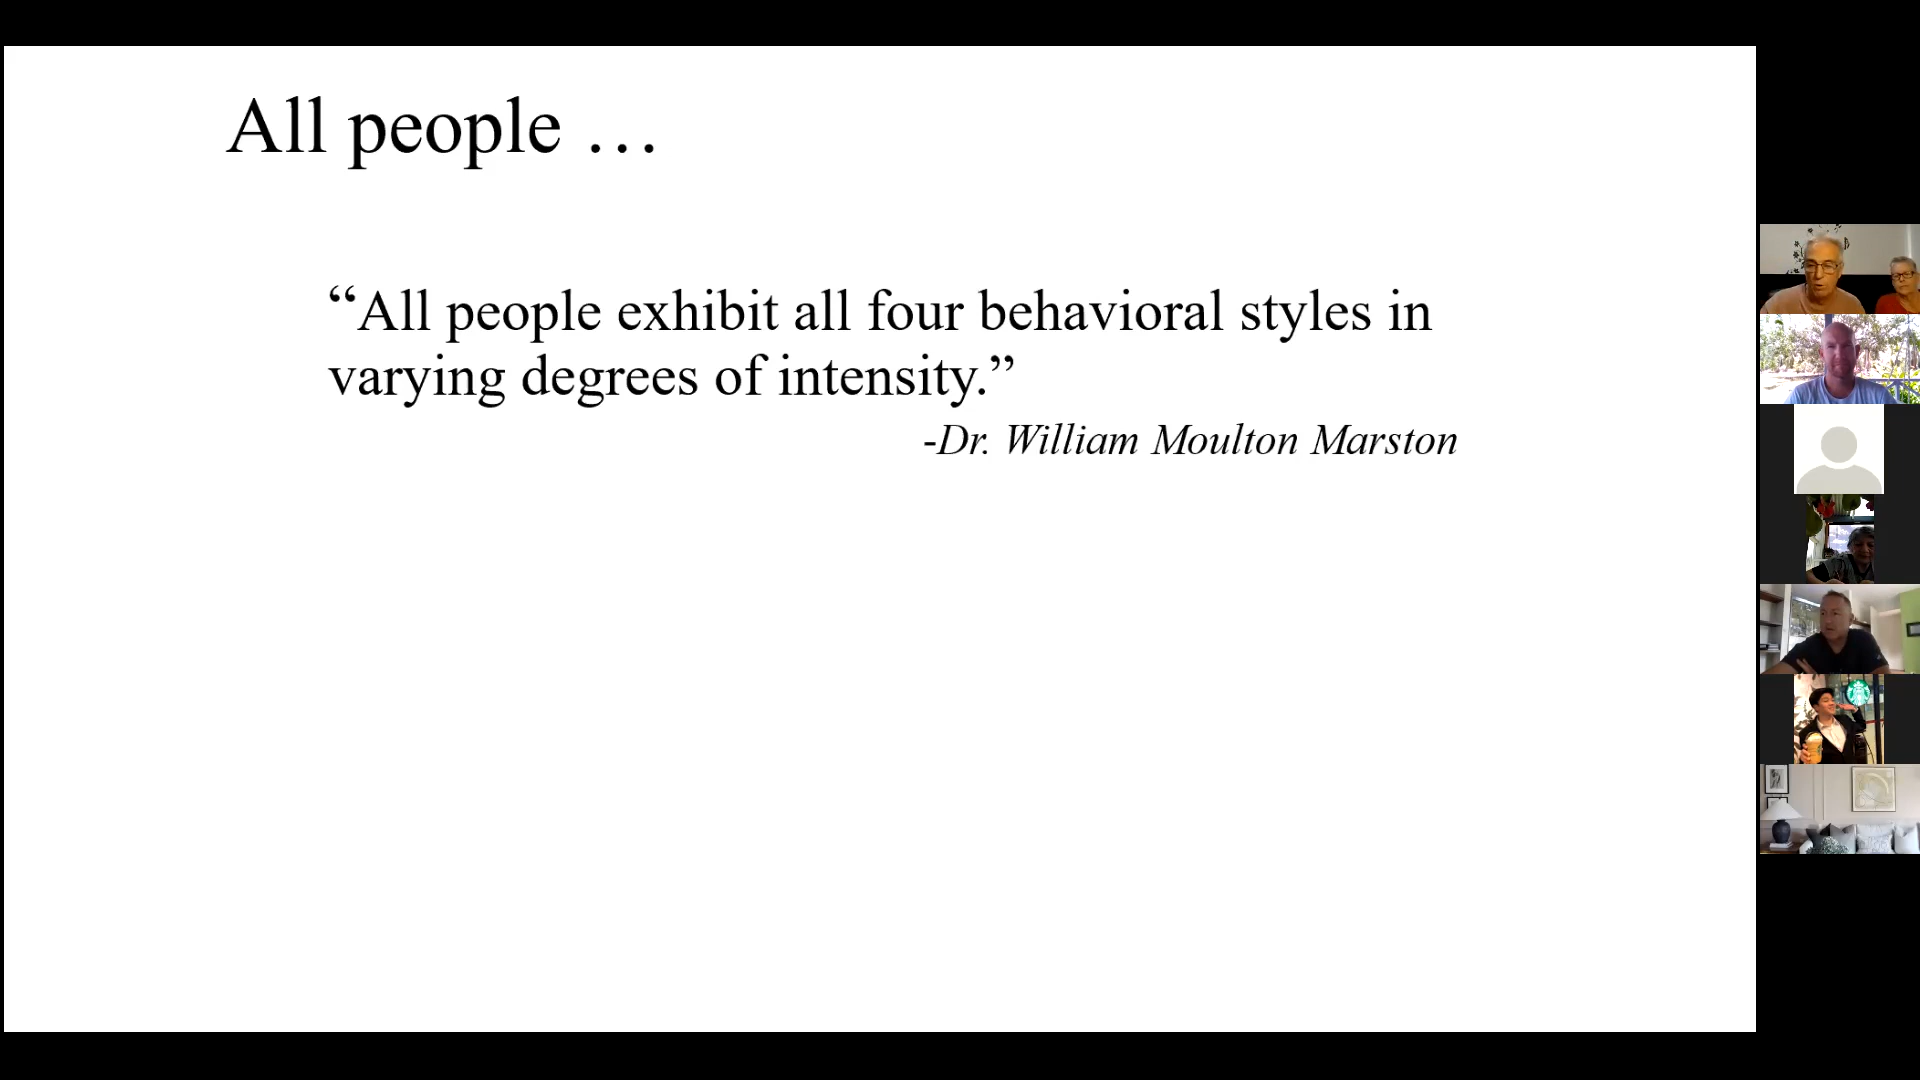 All people …
“All people exhibit all four behavioral styles in
varying degrees of intensity.”
-Dr. William Moulton Marston